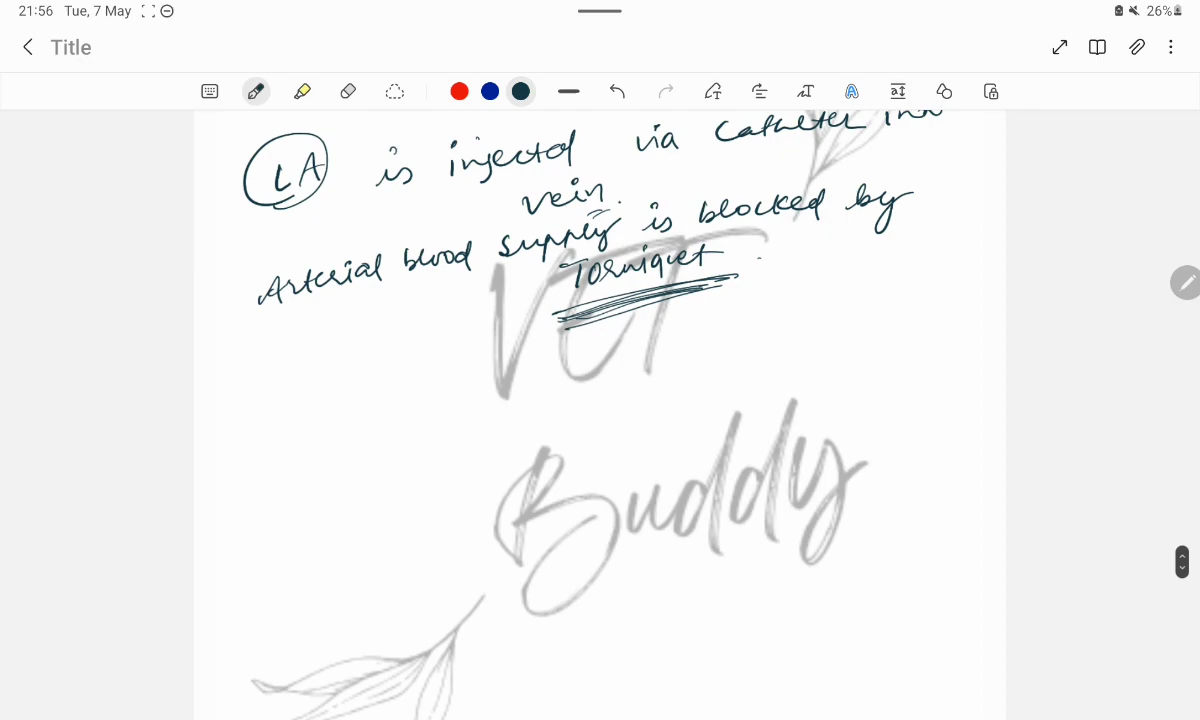 21:56 Tue, 7 May 26%
Title
LA is injected via Catheter
vein.
Arterial blood supply is blocked by
Torniquet
VET
Buddy